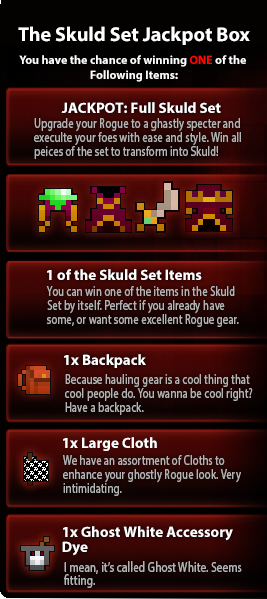 The Skuld Set Jackpot Box
You have the chance of winning ONE of the
Following Items:
JACKPOT: Full Skuld Set
Upgrade your Rogue to a ghastly specter and
execulte your foes with ease and style. Win all
peices of the set to transform into Skuld!
1 of the Skuld Set Items
You can win one of the items in the Skuld
Set by itself. Perfect if you already have
some, or want some excellent Rogue gear.
1x Backpack
Because hauling gear is a cool thing that
cool people do. You wanna be cool right?
Have a backpack.
1x Large Cloth
We have an assortment of Cloths to
enhance your ghostly Rogue look. Very
intimidating.
1x Ghost White Accessory
Dye
I mean, it's called Ghost White. Seems
fitting.